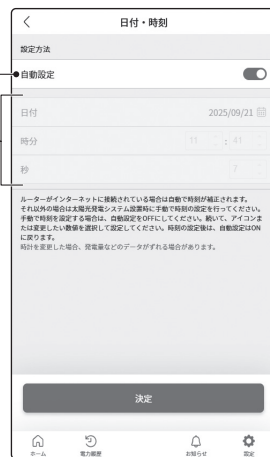 日付・時刻
設定方法
自動設定
日付 2025/09/21
時分 11 : 41
秒 7
ルーターがインターネットに接続されている場合は自動で時刻が補正されます。
それ以外の場合は太陽光発電システム設置時に手動で時刻の設定を行ってください。
手動で時刻を設定する場合は、自動設定をOFFにしてください。続いて、アイコンま
たは変更したい数値を選択して設定してください。時刻の設定後は、自動設定はON
に戻ります。
時計を変更した場合、発電量などのデータがずれる場合があります。
決定
ホーム 電力履歴 お知らせ 設定